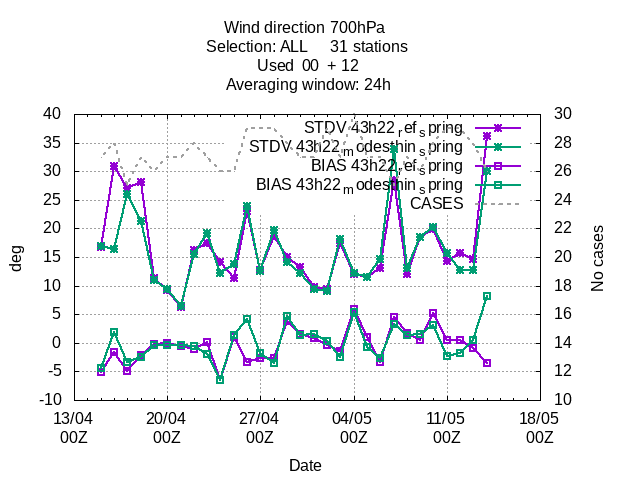 Wind direction 700hPa
Selection: ALL 31 stations
Used 00 + 12
Averaging window: 24h
STDV 43h22_ref_spring
STDV 43h22_modesmin_spring
BIAS 43h22_ref_spring
BIAS 43h22_modesmin_spring
CASES
deg
40
35
30
25
20
15
10
5
0
-5
-10
30
28
26
24
22
20
18
16
14
12
10
No cases
13/04 20/04 27/04 04/05 11/05 18/05
00Z 00Z 00Z 00Z 00Z 00Z
Date